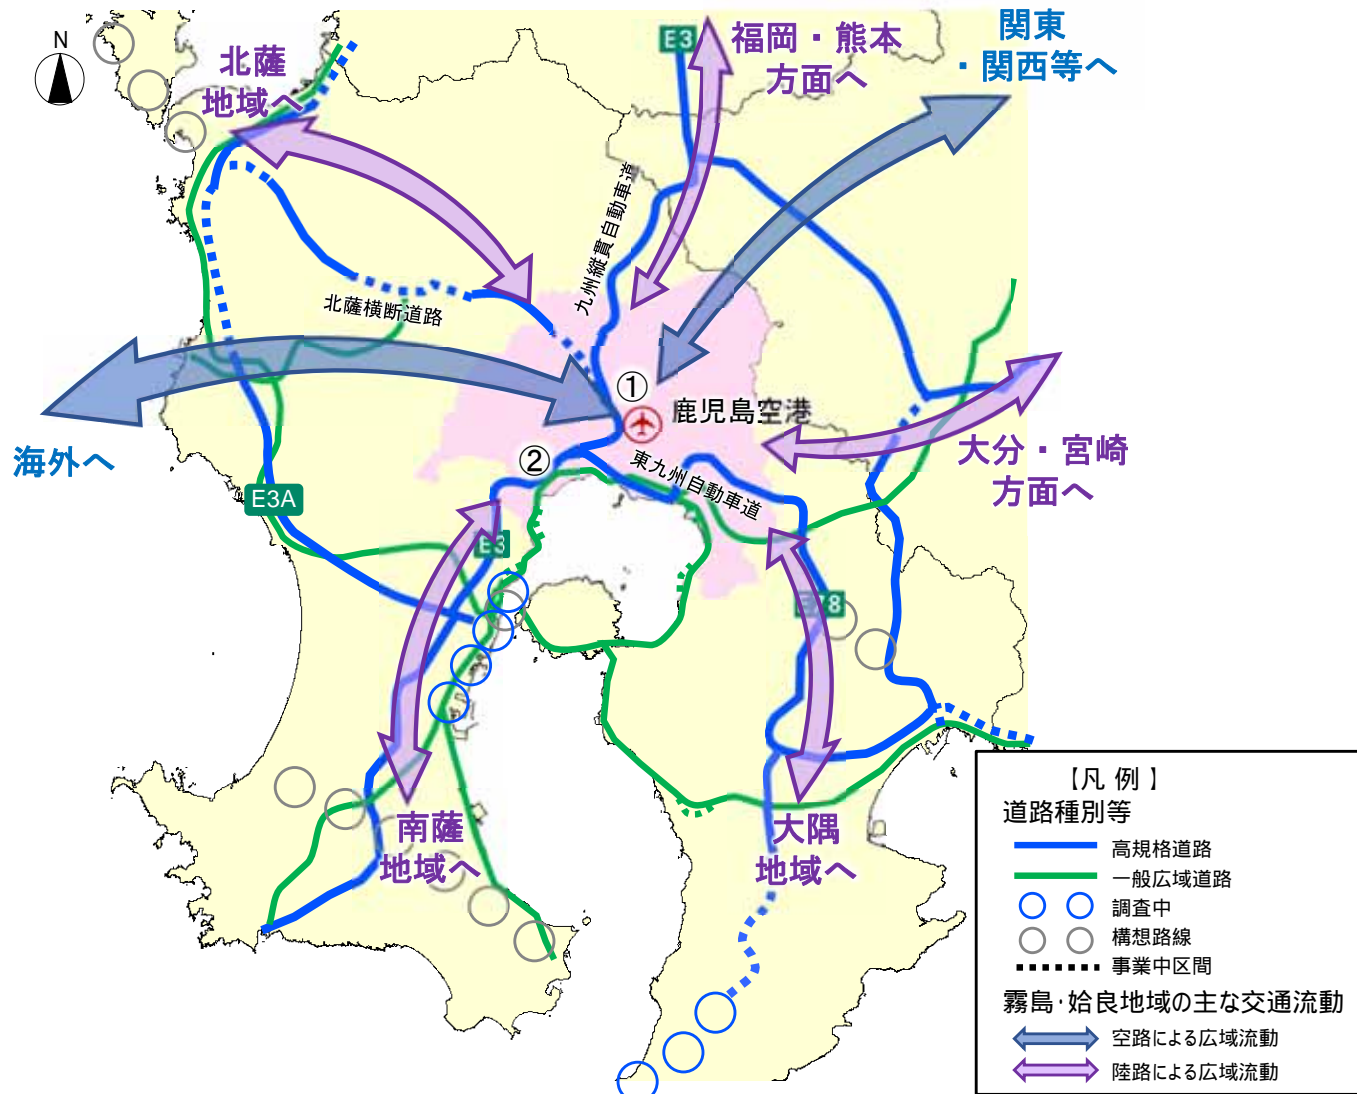 N
北薩
地域へ
E3
福岡・熊本
方面へ
関東
・関西等へ
九州縦貫自動車道
北薩横断道路
①
鹿児島空港
②
東九州自動車道
海外へ
大分・宮崎
方面へ
E3A
E3
南薩
地域へ
大隅
地域へ
【凡 例】
道路種別等
高規格道路
一般広域道路
調査中
構想路線
事業中区間
霧島・姶良地域の主な交通流動
空路による広域流動
陸路による広域流動